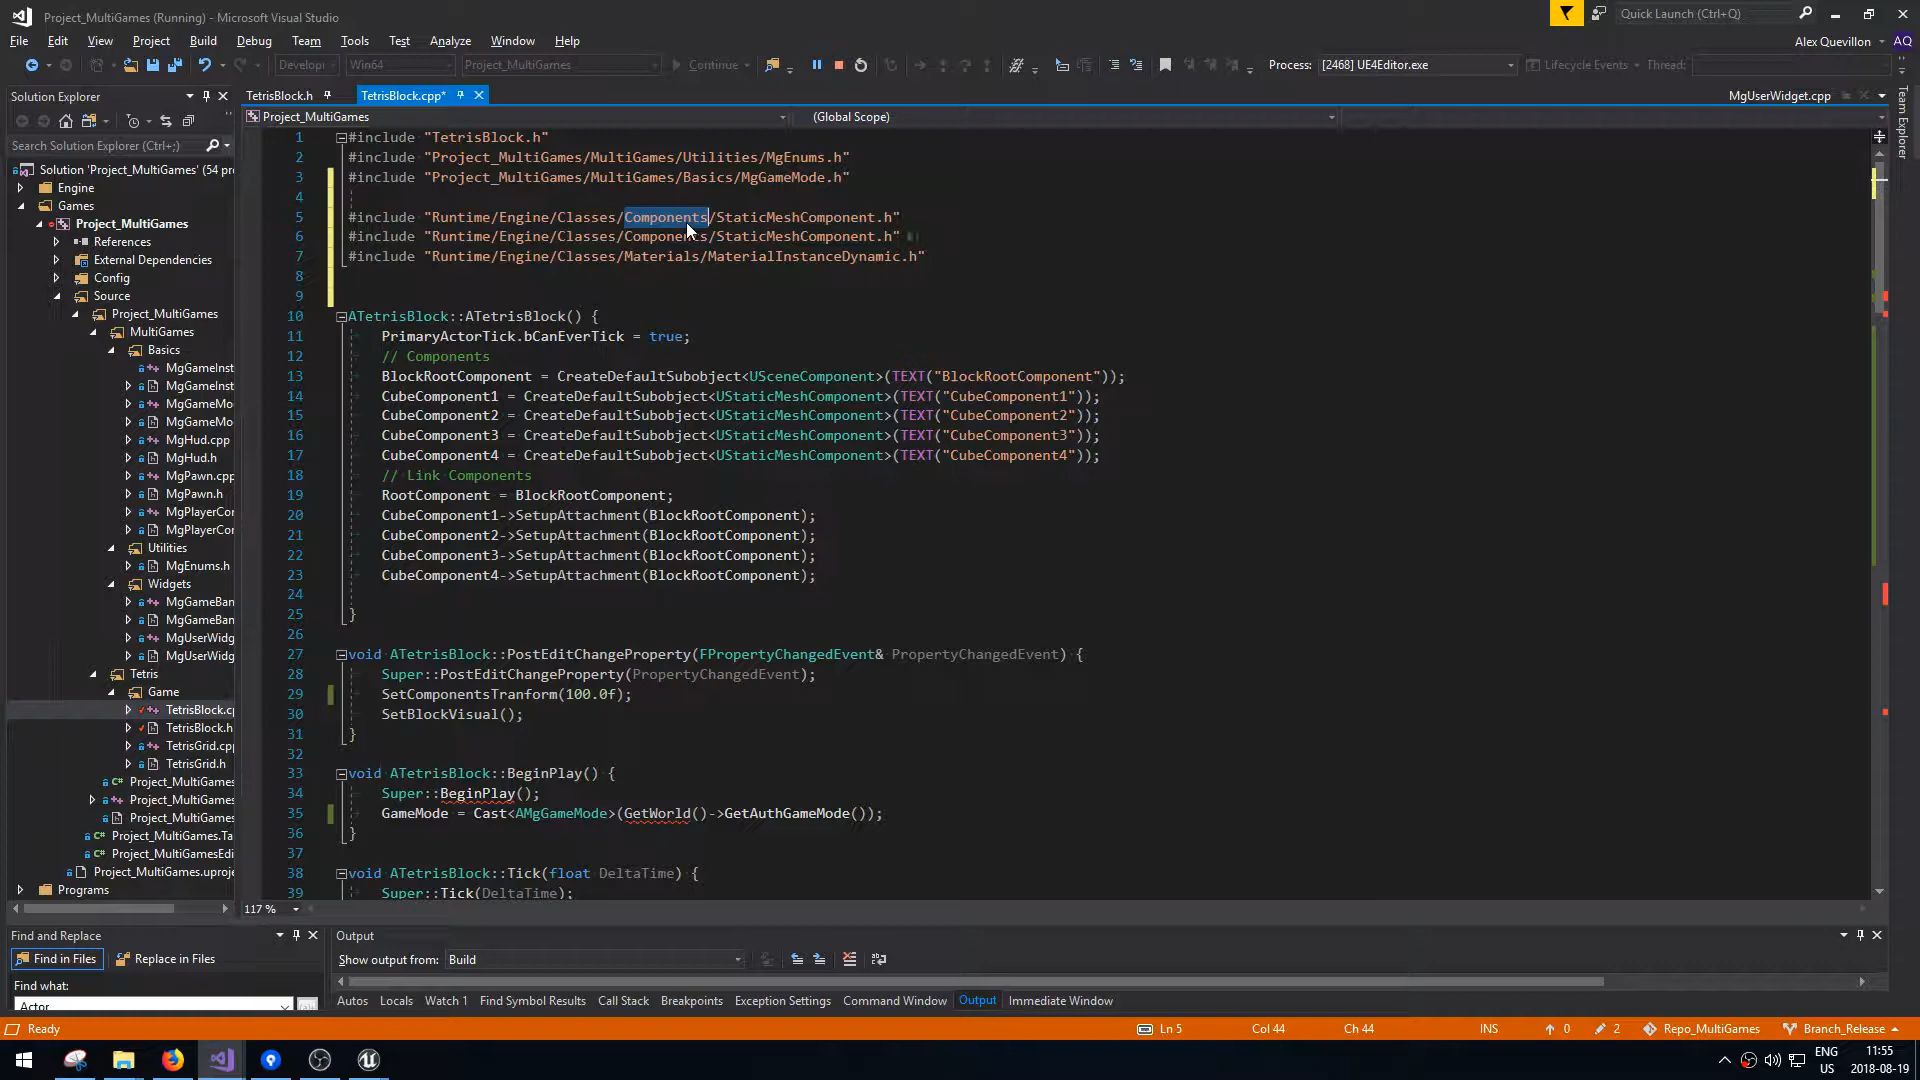 Project_MultiGames (Running) - Microsoft Visual Studio
Quick Launch (Ctrl+Q)
File Edit View Project Build Debug Team Tools Test Analyze Window Help
Alex Quevillon AQ
Develop Win64 Project_MultiGames Continue
Process: [2468] UE4Editor.exe Lifecycle Events Thread:
Solution Explorer
TetrisBlock.h TetrisBlock.cpp* MgUserWidget.cpp
Team Explorer
Project_MultiGames (Global Scope)
Search Solution Explorer (Ctrl+;)
Solution 'Project_MultiGames' (54 pr
Engine
Games
Project_MultiGames
References
External Dependencies
Config
Source
Project_MultiGames
MultiGames
Basics
MgGameInst
MgGameInst
MgGameMo
MgGameMo
MgHud.cpp
MgHud.h
MgPawn.cpp
MgPawn.h
MgPlayerCor
MgPlayerCor
Utilities
MgEnums.h
Widgets
MgGameBan
MgGameBan
MgUserWidg
MgUserWidg
Tetris
Game
TetrisBlock.cp
TetrisBlock.h
TetrisGrid.cpp
TetrisGrid.h
Project_MultiGames
Project_MultiGames
Project_MultiGames
Project_MultiGames.Ta
Project_MultiGamesEdi
Project_MultiGames.uproje
Programs
1 #include "TetrisBlock.h"
2 #include "Project_MultiGames/MultiGames/Utilities/MgEnums.h"
3 #include "Project_MultiGames/MultiGames/Basics/MgGameMode.h"
4
5 #include "Runtime/Engine/Classes/Components/StaticMeshComponent.h"
6 #include "Runtime/Engine/Classes/Components/StaticMeshComponent.h"
7 #include "Runtime/Engine/Classes/Materials/MaterialInstanceDynamic.h"
8
9
10 ATetrisBlock::ATetrisBlock() {
11 PrimaryActorTick.bCanEverTick = true;
12 // Components
13 BlockRootComponent = CreateDefaultSubobject<USceneComponent>(TEXT("BlockRootComponent"));
14 CubeComponent1 = CreateDefaultSubobject<UStaticMeshComponent>(TEXT("CubeComponent1"));
15 CubeComponent2 = CreateDefaultSubobject<UStaticMeshComponent>(TEXT("CubeComponent2"));
16 CubeComponent3 = CreateDefaultSubobject<UStaticMeshComponent>(TEXT("CubeComponent3"));
17 CubeComponent4 = CreateDefaultSubobject<UStaticMeshComponent>(TEXT("CubeComponent4"));
18 // Link Components
19 RootComponent = BlockRootComponent;
20 CubeComponent1->SetupAttachment(BlockRootComponent);
21 CubeComponent2->SetupAttachment(BlockRootComponent);
22 CubeComponent3->SetupAttachment(BlockRootComponent);
23 CubeComponent4->SetupAttachment(BlockRootComponent);
24
25 }
26
27 void ATetrisBlock::PostEditChangeProperty(FPropertyChangedEvent& PropertyChangedEvent) {
28 Super::PostEditChangeProperty(PropertyChangedEvent);
29 SetComponentsTranform(100.0f);
30 SetBlockVisual();
31 }
32
33 void ATetrisBlock::BeginPlay() {
34 Super::BeginPlay();
35 GameMode = Cast<AMgGameMode>(GetWorld()->GetAuthGameMode());
36 }
37
38 void ATetrisBlock::Tick(float DeltaTime) {
39 Super::Tick(DeltaTime);
117 %
Find and Replace
Find in Files Replace in Files
Find what:
Actor
Output
Show output from: Build
Autos Locals Watch 1 Find Symbol Results Call Stack Breakpoints Exception Settings Command Window Output Immediate Window
Ready Ln 5 Col 44 Ch 44 INS 0 2 Repo_MultiGames Branch_Release
ENG
US
11:55
2018-08-19